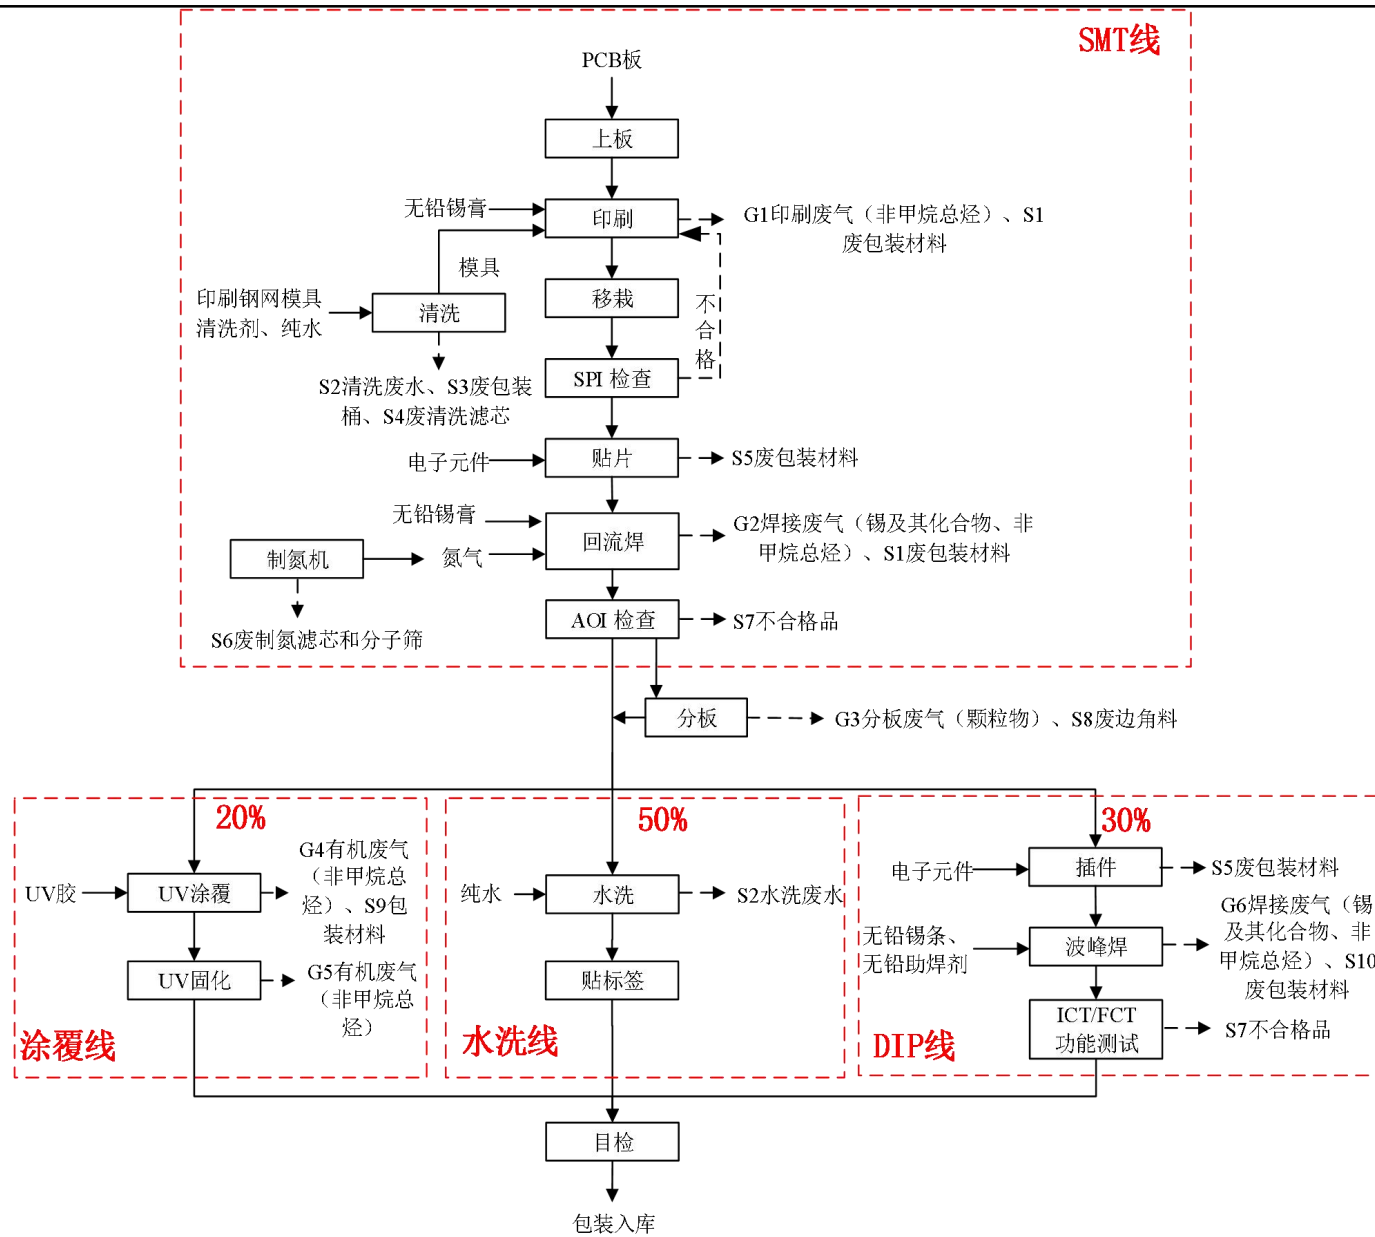 SMT线
PCB板
上板
无铅锡膏
印刷
G1印刷废气（非甲烷总烃）、S1
废包装材料
模具
印刷钢网模具
清洗剂、纯水
清洗
移栽
不
合
格
SPI 检查
S2清洗废水、S3废包装
桶、S4废清洗滤芯
电子元件
贴片
S5废包装材料
无铅锡膏
回流焊
G2焊接废气（锡及其化合物、非
甲烷总烃）、S1废包装材料
制氮机
氮气
AOI 检查
S7不合格品
S6废制氮滤芯和分子筛
分板
G3分板废气（颗粒物）、S8废边角料
20%
50%
30%
UV胶
UV涂覆
G4有机废气
（非甲烷总
烃）、S9包
装材料
UV固化
G5有机废气
（非甲烷总
烃）
涂覆线
纯水
水洗
S2水洗废水
贴标签
水洗线
电子元件
插件
S5废包装材料
无铅锡条、
无铅助焊剂
波峰焊
G6焊接废气（锡
及其化合物、非
甲烷总烃）、S10
废包装材料
ICT/FCT
功能测试
S7不合格品
DIP线
目检
包装入库